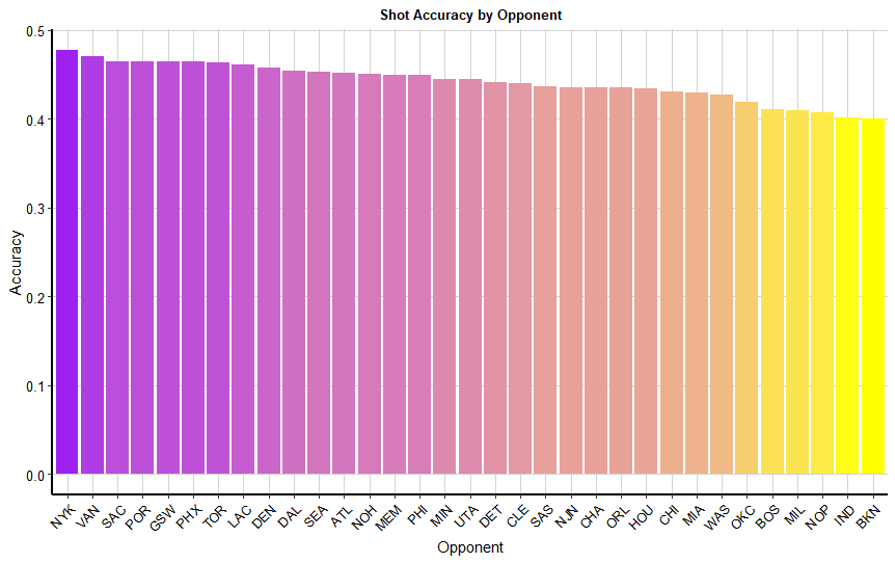 Shot Accuracy by Opponent
0.5
0.4
0.3
0.2
0.1
0.0
Accuracy
NYK VAN SAC POR GSW PHX TOR LAC DEN DAL SEA ATL NOH MEM PHI MIN UTA DET CLE SAS NJN CHA ORL HOU CHI MIA WAS OKC BOS MIL NOP IND BKN
Opponent